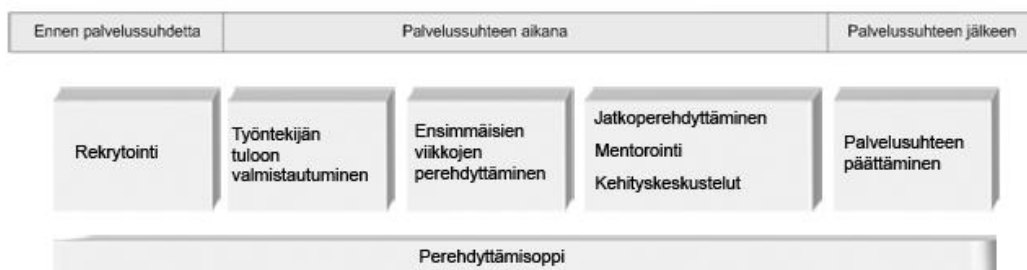 Ennen palvelussuhdetta
Palvelussuhteen aikana
Palvelussuhteen jälkeen
Rekrytointi
Työntekijän
tuloon
valmistautuminen
Ensimmäisien
viikkojen
perehdyttäminen
Jatkoperehdyttäminen
Mentorointi
Kehityskeskustelut
Palvelusuhteen
päättäminen
Perehdyttämisoppi